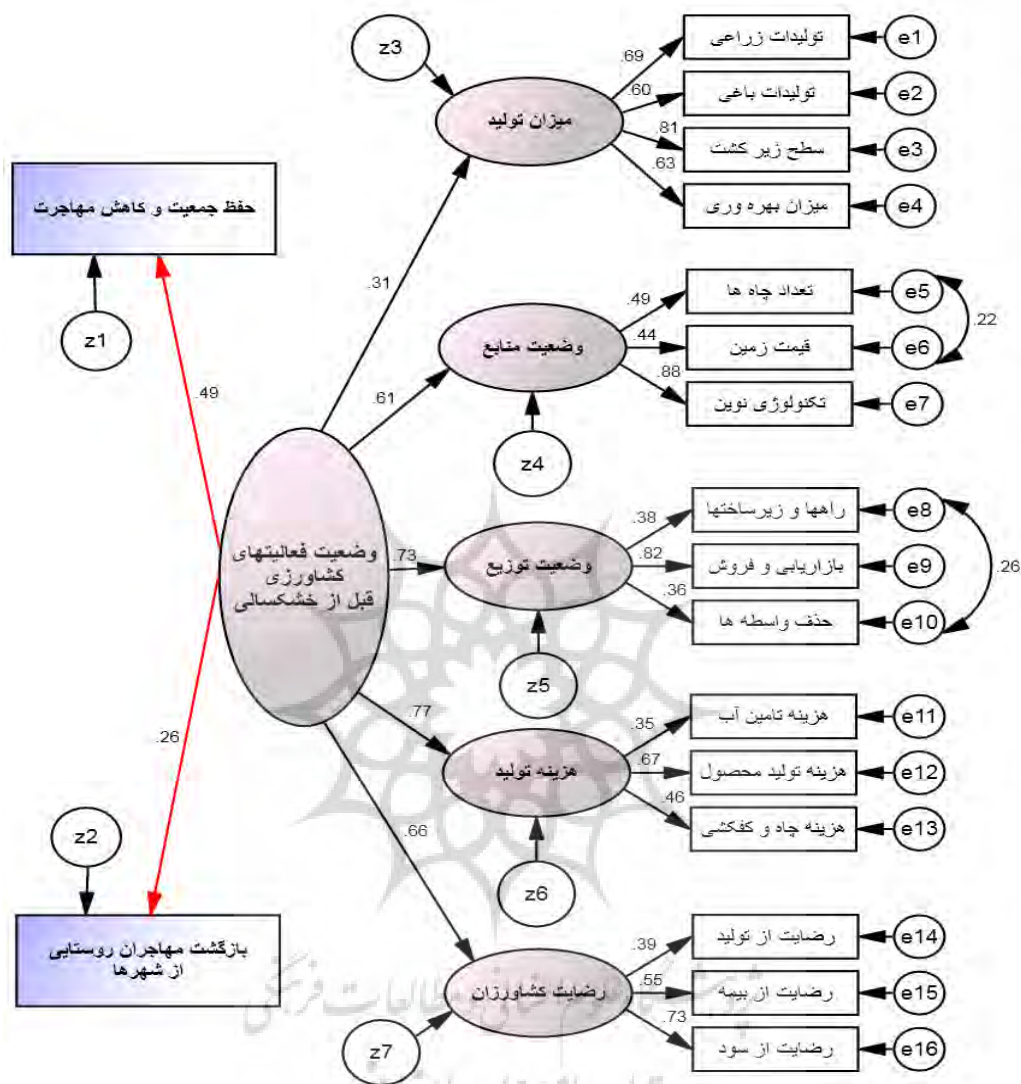 z3
میزان تولید
.69
.60
.81
.63
تولیدات زراعی
تولیدات باغی
سطح زیر کشت
میزان بهره وری
e1
e2
e3
e4
حفظ جمعیت و کاهش مهاجرت
z1
.49
.31
.61
وضعیت منابع
z4
.49
.44
.88
تعداد چاه ها
قیمت زمین
تکنولوژی نوین
e5
e6
e7
.22
وضعیت فعالیتهای
کشاورزی
قبل از خشکسالی
.73
وضعیت توزیع
z5
.38
.82
.36
راهها و زیرساختها
بازاریابی و فروش
حذف واسطه ها
e8
e9
e10
.26
.77
هزینه تولید
z6
.35
.67
.46
هزینه تامین آب
هزینه تولید محصول
هزینه چاه و کفکشی
e11
e12
e13
.26
z2
بازگشت مهاجران روستایی
از شهرها
.66
رضایت کشاورزان
z7
.39
.55
.73
رضایت از تولید
رضایت از بیمه
رضایت از سود
e14
e15
e16